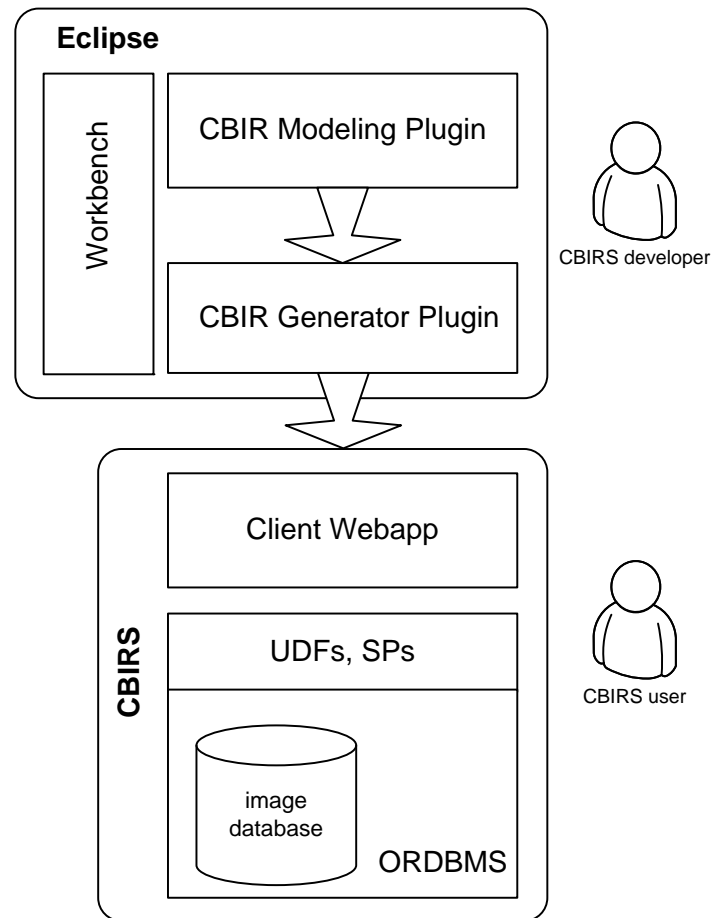 Eclipse
Workbench
CBIR Modeling Plugin
CBIRS developer
CBIR Generator Plugin
CBIRS
Client Webapp
UDFs, SPs
CBIRS user
image
database
ORDBMS